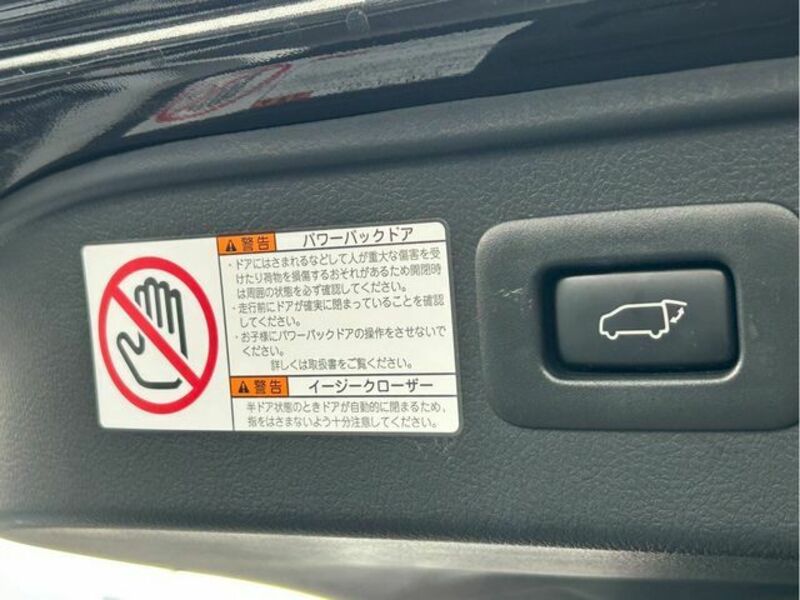 警告 パワーバックドア
・ドアにはさまれるなどして人が重大な傷害を受
けたり荷物を損傷するおそれがあるため開閉時
は周囲の状態を必ず確認してください。
・走行前にドアが確実に閉まっていることを確認
してください。
・お子様にパワーバックドアの操作をさせないで
ください。
詳しくは取扱書をご覧ください。
警告 イージークローザー
半ドア状態のときドアが自動的に閉まるため、
指をはさまないよう十分注意してください。